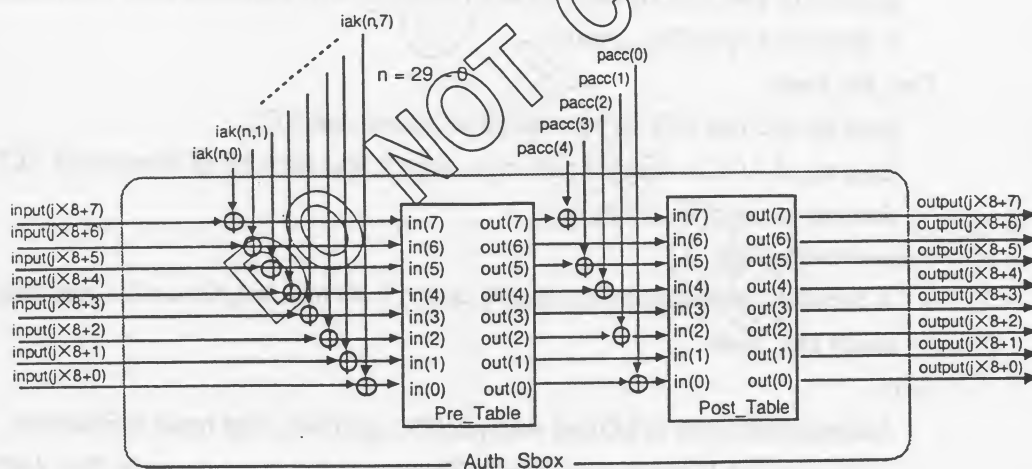 iak(n,7)
n = 29 - 0
iak(n,1)
iak(n,0)
pacc(0)
pacc(1)
pacc(2)
pacc(3)
pacc(4)
DO NOT
input(j×8+7)
input(j×8+6)
input(j×8+5)
input(j×8+4)
input(j×8+3)
input(j×8+2)
input(j×8+1)
input(j×8+0)
in(7) out(7)
in(6) out(6)
in(5) out(5)
in(4) out(4)
in(3) out(3)
in(2) out(2)
in(1) out(1)
in(0) out(0)
Pre_Table
in(7) out(7)
in(6) out(6)
in(5) out(5)
in(4) out(4)
in(3) out(3)
in(2) out(2)
in(1) out(1)
in(0) out(0)
Post_Table
output(j×8+7)
output(j×8+6)
output(j×8+5)
output(j×8+4)
output(j×8+3)
output(j×8+2)
output(j×8+1)
output(j×8+0)
Auth Sbox